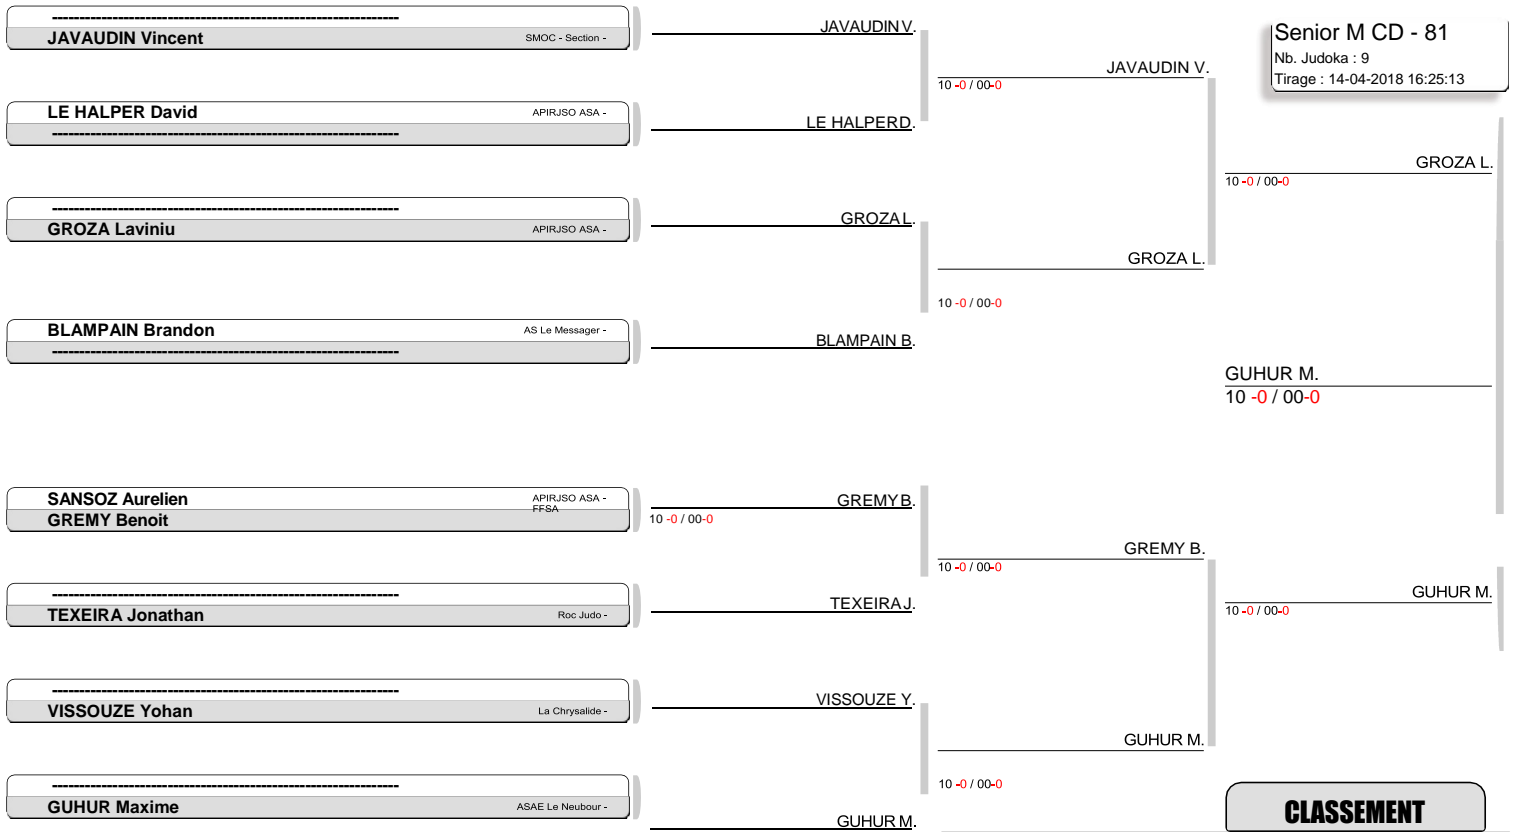 ---------------------------------------------------------------
JAVAUDIN Vincent SMOC - Section -
LE HALPER David APIRJSO ASA -
---------------------------------------------------------------
---------------------------------------------------------------
GROZA Laviniu APIRJSO ASA -
BLAMPAIN Brandon AS Le Messager -
---------------------------------------------------------------
SANSOZ Aurelien APIRJSO ASA -
FFSA
GREMY Benoit
---------------------------------------------------------------
TEXEIRA Jonathan Roc Judo -
---------------------------------------------------------------
VISSOUZE Yohan La Chrysalide -
---------------------------------------------------------------
GUHUR Maxime ASAE Le Neubour -
JAVAUDIN V.
LE HALPER D.
GROZA L.
BLAMPAIN B.
GREMY B.
10 -0 / 00-0
TEXEIRA J.
VISSOUZE Y.
GUHUR M.
JAVAUDIN V.
10 -0 / 00-0
GROZA L.
10 -0 / 00-0
GREMY B.
10 -0 / 00-0
GUHUR M.
10 -0 / 00-0
Senior M CD - 81
Nb. Judoka : 9
Tirage : 14-04-2018 16:25:13
GROZA L.
10 -0 / 00-0
GUHUR M.
10 -0 / 00-0
GUHUR M.
10 -0 / 00-0
CLASSEMENT